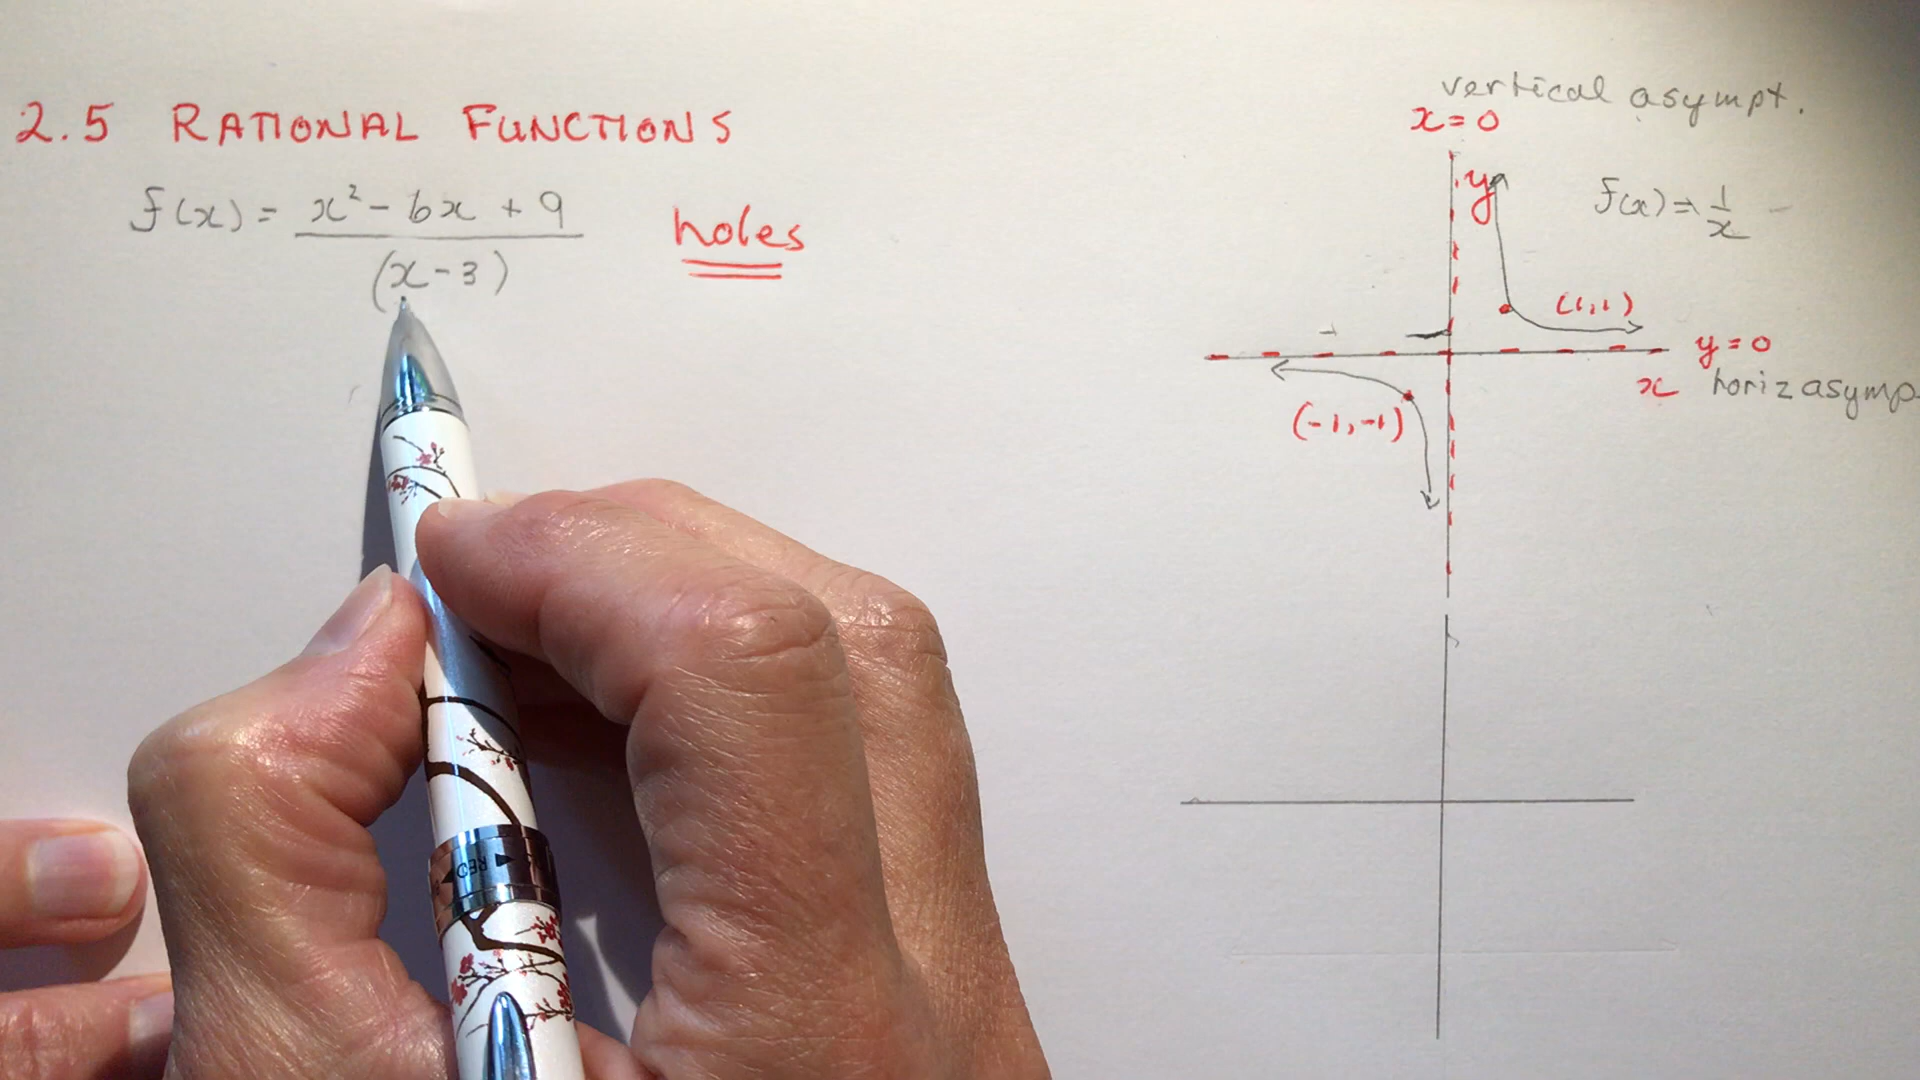 2.5 RATIONAL FUNCTIONS
f(x) = x² - 6x + 9
(x - 3)
holes
vertical asympt.
x = 0
y
f(x) = 1/x
(1,1)
y = 0
x horiz asymp
(-1,-1)
RED